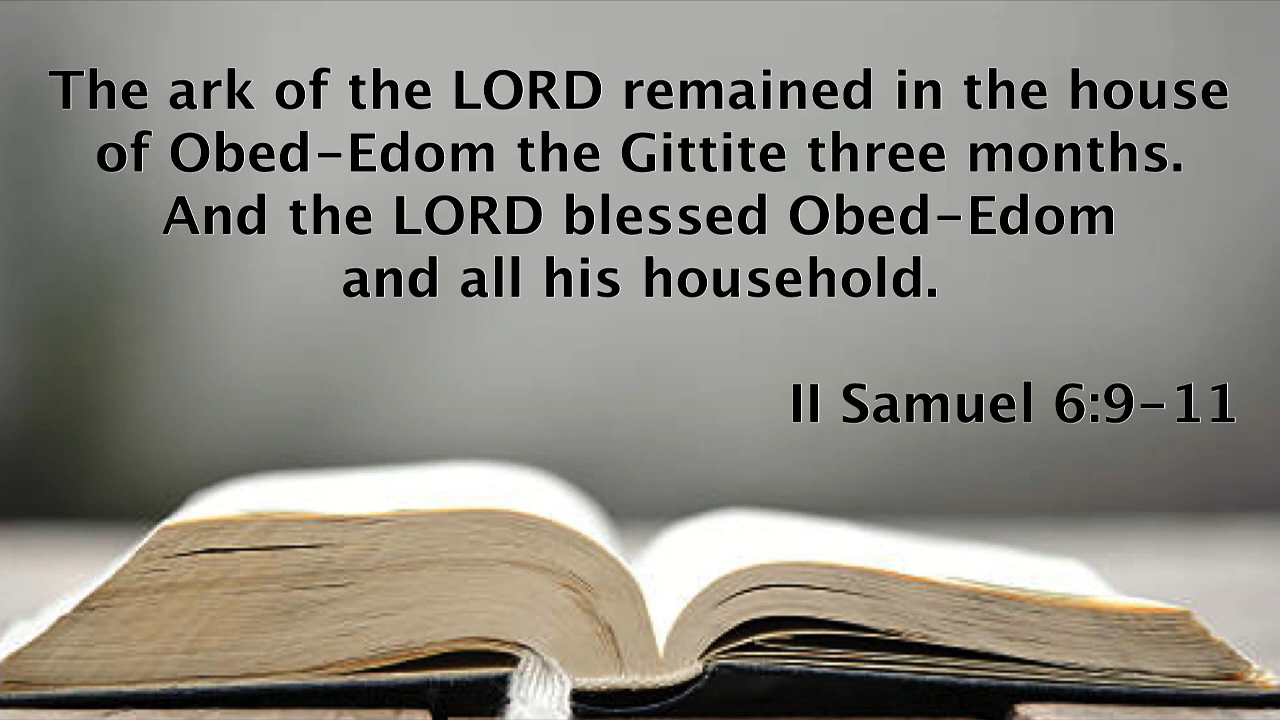 The ark of the LORD remained in the house
of Obed-Edom the Gittite three months.
And the LORD blessed Obed-Edom
and all his household.
II Samuel 6:9-11